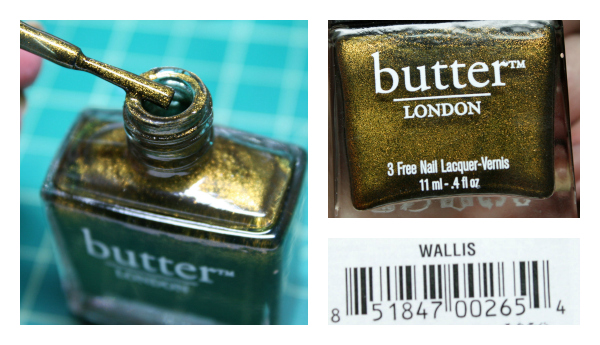 butter™
LONDON
butter™
LONDON
3 Free Nail Lacquer-Vernis
11 ml - .4 fl oz
WALLIS
8 51847 00265 4